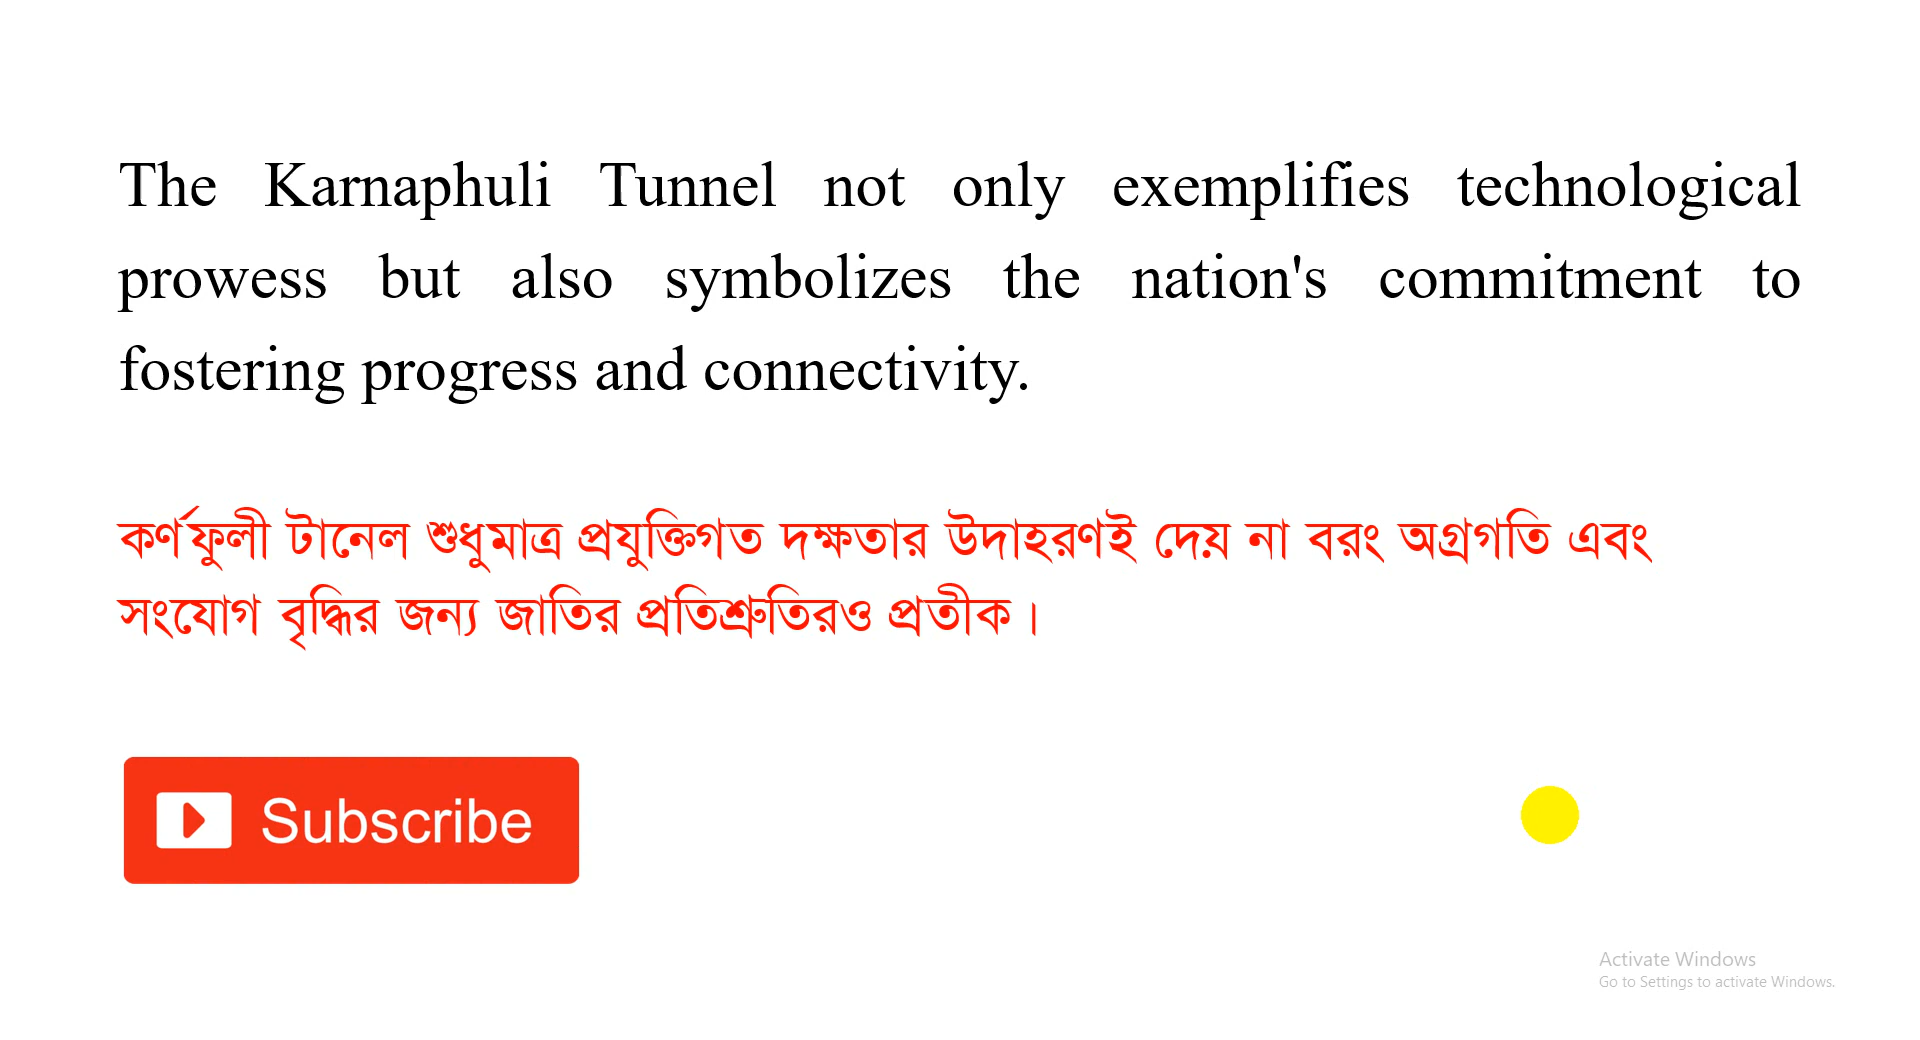 The Karnaphuli Tunnel not only exemplifies technological
prowess but also symbolizes the nation's commitment to
fostering progress and connectivity.
কর্ণফুলী টানেল শুধুমাত্র প্রযুক্তিগত দক্ষতার উদাহরণই দেয় না বরং অগ্রগতি এবং
সংযোগ বৃদ্ধির জন্য জাতির প্রতিশ্রুতিরও প্রতীক।
Subscribe
Activate Windows
Go to Settings to activate Windows.